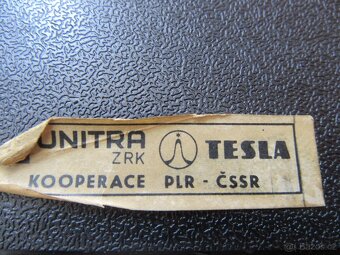 UNITRA TESLA
ZRK
KOOPERACE PLR - ČSSR